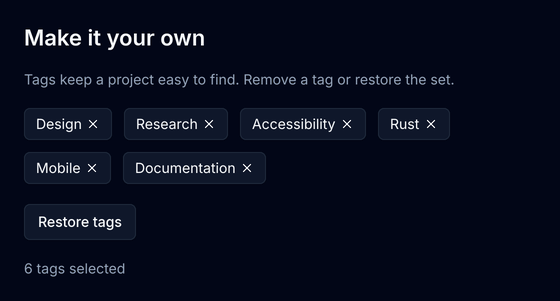 Make it your own
Tags keep a project easy to find. Remove a tag or restore the set.
Design × Research × Accessibility × Rust ×
Mobile × Documentation ×
Restore tags
6 tags selected